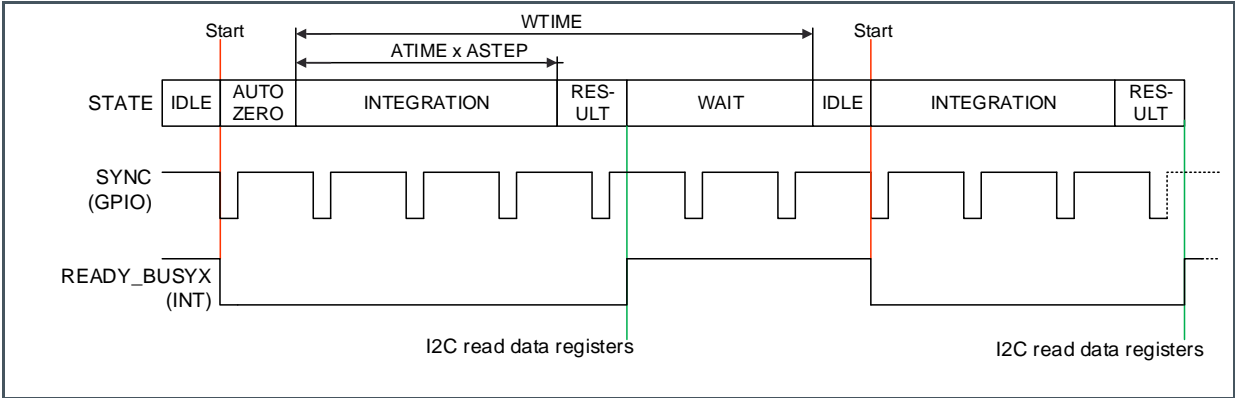 Start WTIME Start
ATIME x ASTEP
STATE IDLE AUTO ZERO INTEGRATION RES- ULT WAIT IDLE INTEGRATION RES- ULT
SYNC
(GPIO)
READY_BUSYX
(INT)
I2C read data registers I2C read data registers